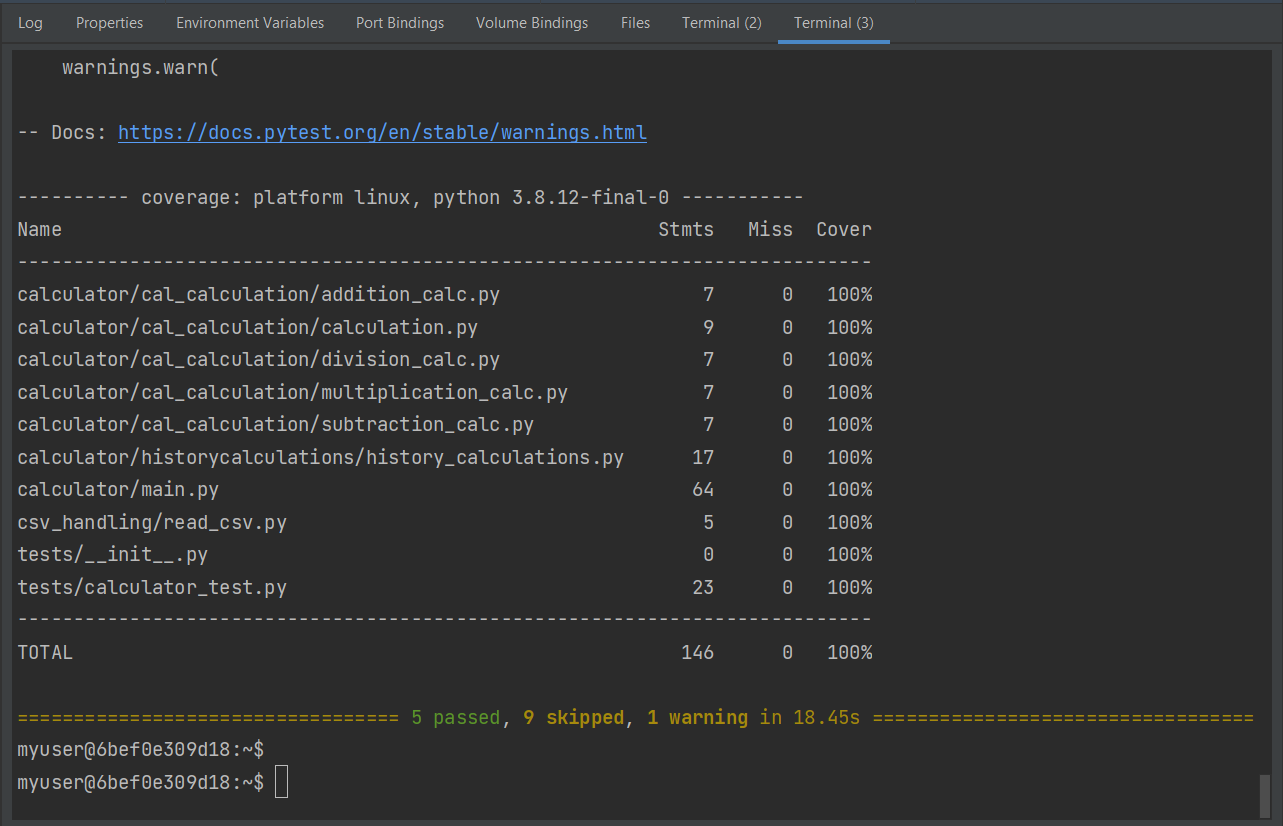 Log Properties Environment Variables Port Bindings Volume Bindings Files Terminal (2) Terminal (3)
    warnings.warn(
-- Docs: https://docs.pytest.org/en/stable/warnings.html
---------- coverage: platform linux, python 3.8.12-final-0 -----------
Name                                                     Stmts   Miss  Cover
----------------------------------------------------------------------------
calculator/cal_calculation/addition_calc.py                  7      0   100%
calculator/cal_calculation/calculation.py                    9      0   100%
calculator/cal_calculation/division_calc.py                  7      0   100%
calculator/cal_calculation/multiplication_calc.py            7      0   100%
calculator/cal_calculation/subtraction_calc.py               7      0   100%
calculator/historycalculations/history_calculations.py      17      0   100%
calculator/main.py                                          64      0   100%
csv_handling/read_csv.py                                     5      0   100%
tests/__init__.py                                            0      0   100%
tests/calculator_test.py                                    23      0   100%
----------------------------------------------------------------------------
TOTAL                                                      146      0   100%
================================== 5 passed, 9 skipped, 1 warning in 18.45s ==================================
myuser@6bef0e309d18:~$
myuser@6bef0e309d18:~$